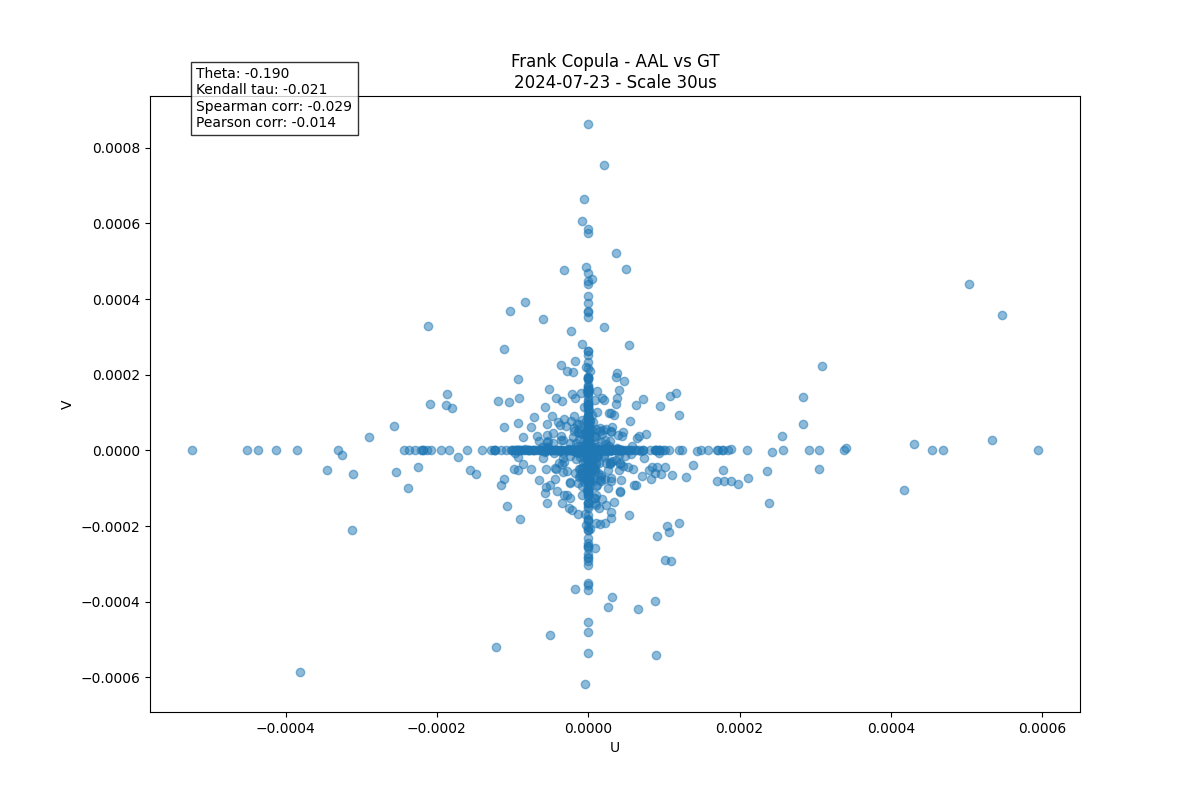 Frank Copula - AAL vs GT
2024-07-23 - Scale 30us
Theta: -0.190
Kendall tau: -0.021
Spearman corr: -0.029
Pearson corr: -0.014
0.0008
0.0006
0.0004
0.0002
0.0000
−0.0002
−0.0004
−0.0006
V
−0.0004
−0.0002
0.0000
0.0002
0.0004
0.0006
U